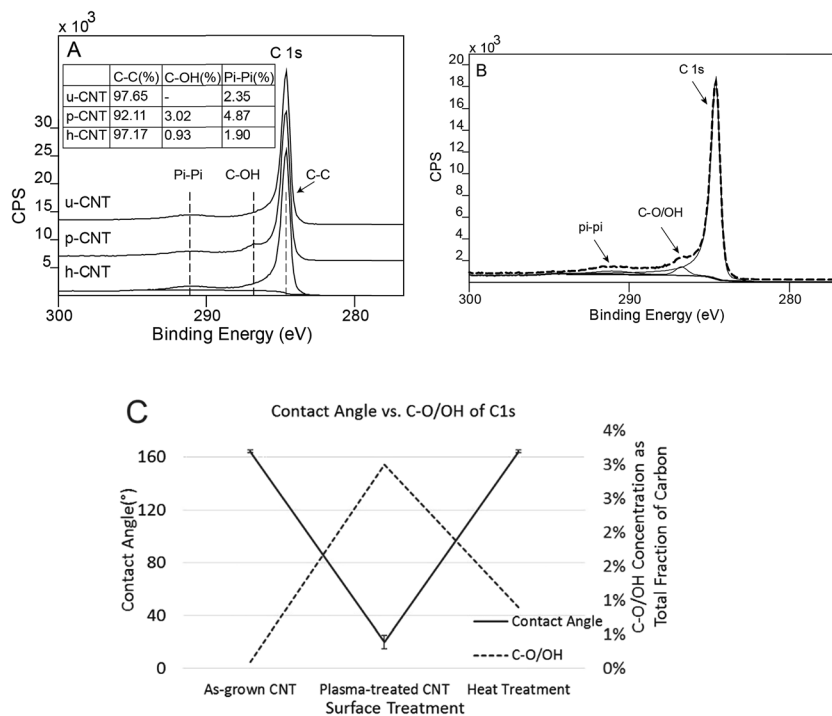 x 10³
A
C 1s
C-C(%) C-OH(%) Pi-Pi(%)
u-CNT 97.65 - 2.35
p-CNT 92.11 3.02 4.87
h-CNT 97.17 0.93 1.90
30
25
20
15
10
5
CPS
Pi-Pi
C-OH
C-C
u-CNT
p-CNT
h-CNT
300 290 280
Binding Energy (eV)
x 10³
B
20
18
16
14
12
10
8
6
4
2
CPS
C 1s
C-O/OH
pi-pi
300 290 280
Binding Energy (eV)
C
Contact Angle vs. C-O/OH of C1s
160
120
80
40
0
Contact Angle(°)
4%
3%
3%
2%
2%
1%
1%
0%
C-O/OH Concentration as
Total Fraction of Carbon
Contact Angle
C-O/OH
As-grown CNT Plasma-treated CNT Heat Treatment
Surface Treatment